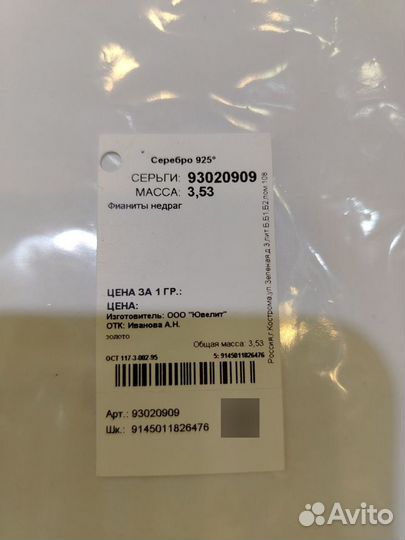 Серебро 925°
СЕРЬГИ: 93020909
МАССА: 3,53
Фианиты недраг
ЦЕНА ЗА 1 ГР.:
ЦЕНА:
Изготовитель: ООО "Ювелит"
ОТК: Иванова А.Н.
золото
Общая масса: 3,53
ОСТ 117-3-002-95
5: 9145011826476
Россия,г.Кострома,ул.Зеленая,д.3,лит.Б,Б1,Б2,пом.108
Арт.: 93020909
Шк.: 9145011826476
Avito